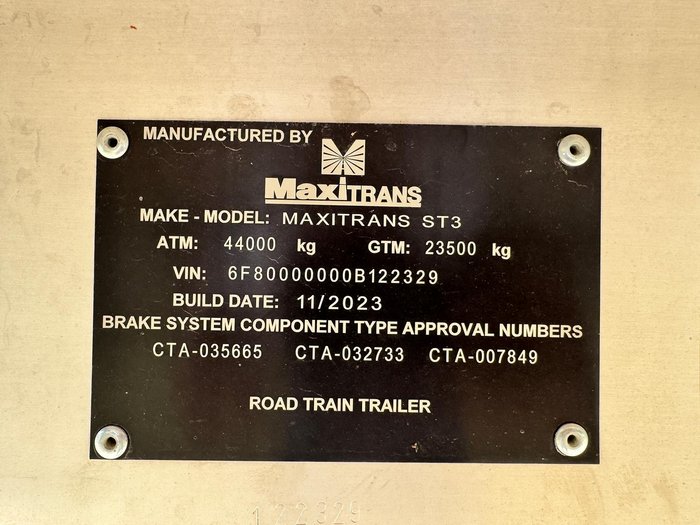 MANUFACTURED BY
MaxiTRANS
MAKE - MODEL: MAXITRANS ST3
ATM: 44000 kg GTM: 23500 kg
VIN: 6F80000000B122329
BUILD DATE: 11/2023
BRAKE SYSTEM COMPONENT TYPE APPROVAL NUMBERS
CTA-035665 CTA-032733 CTA-007849
ROAD TRAIN TRAILER
122329